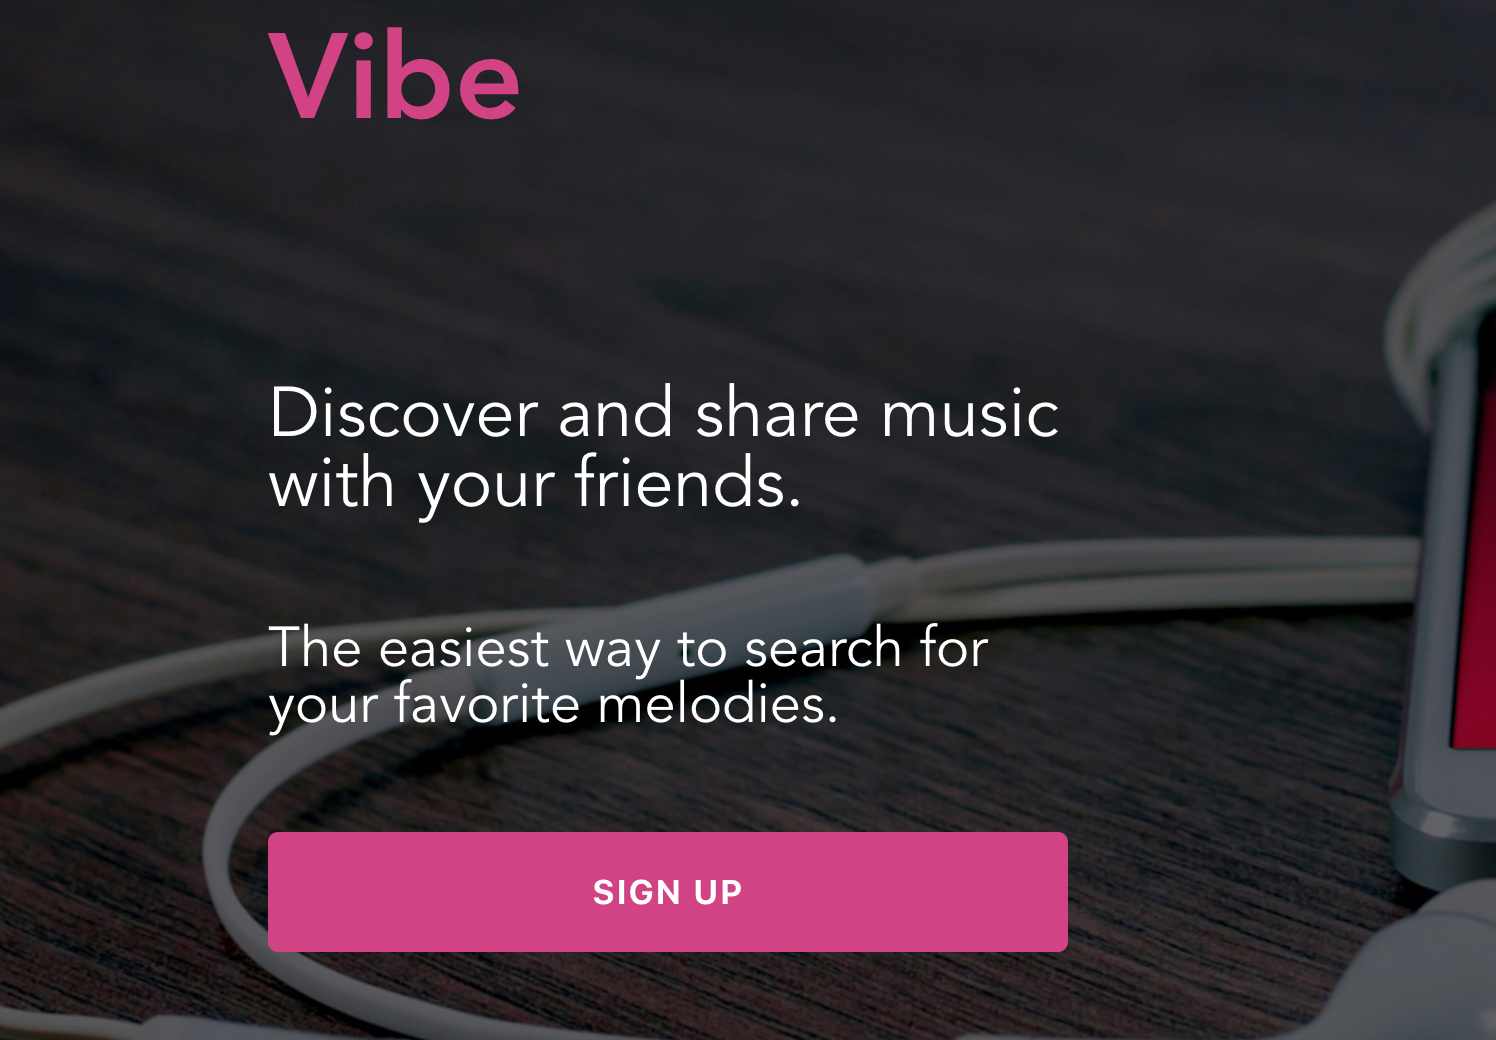 Vibe
Discover and share music
with your friends.
The easiest way to search for
your favorite melodies.
SIGN UP